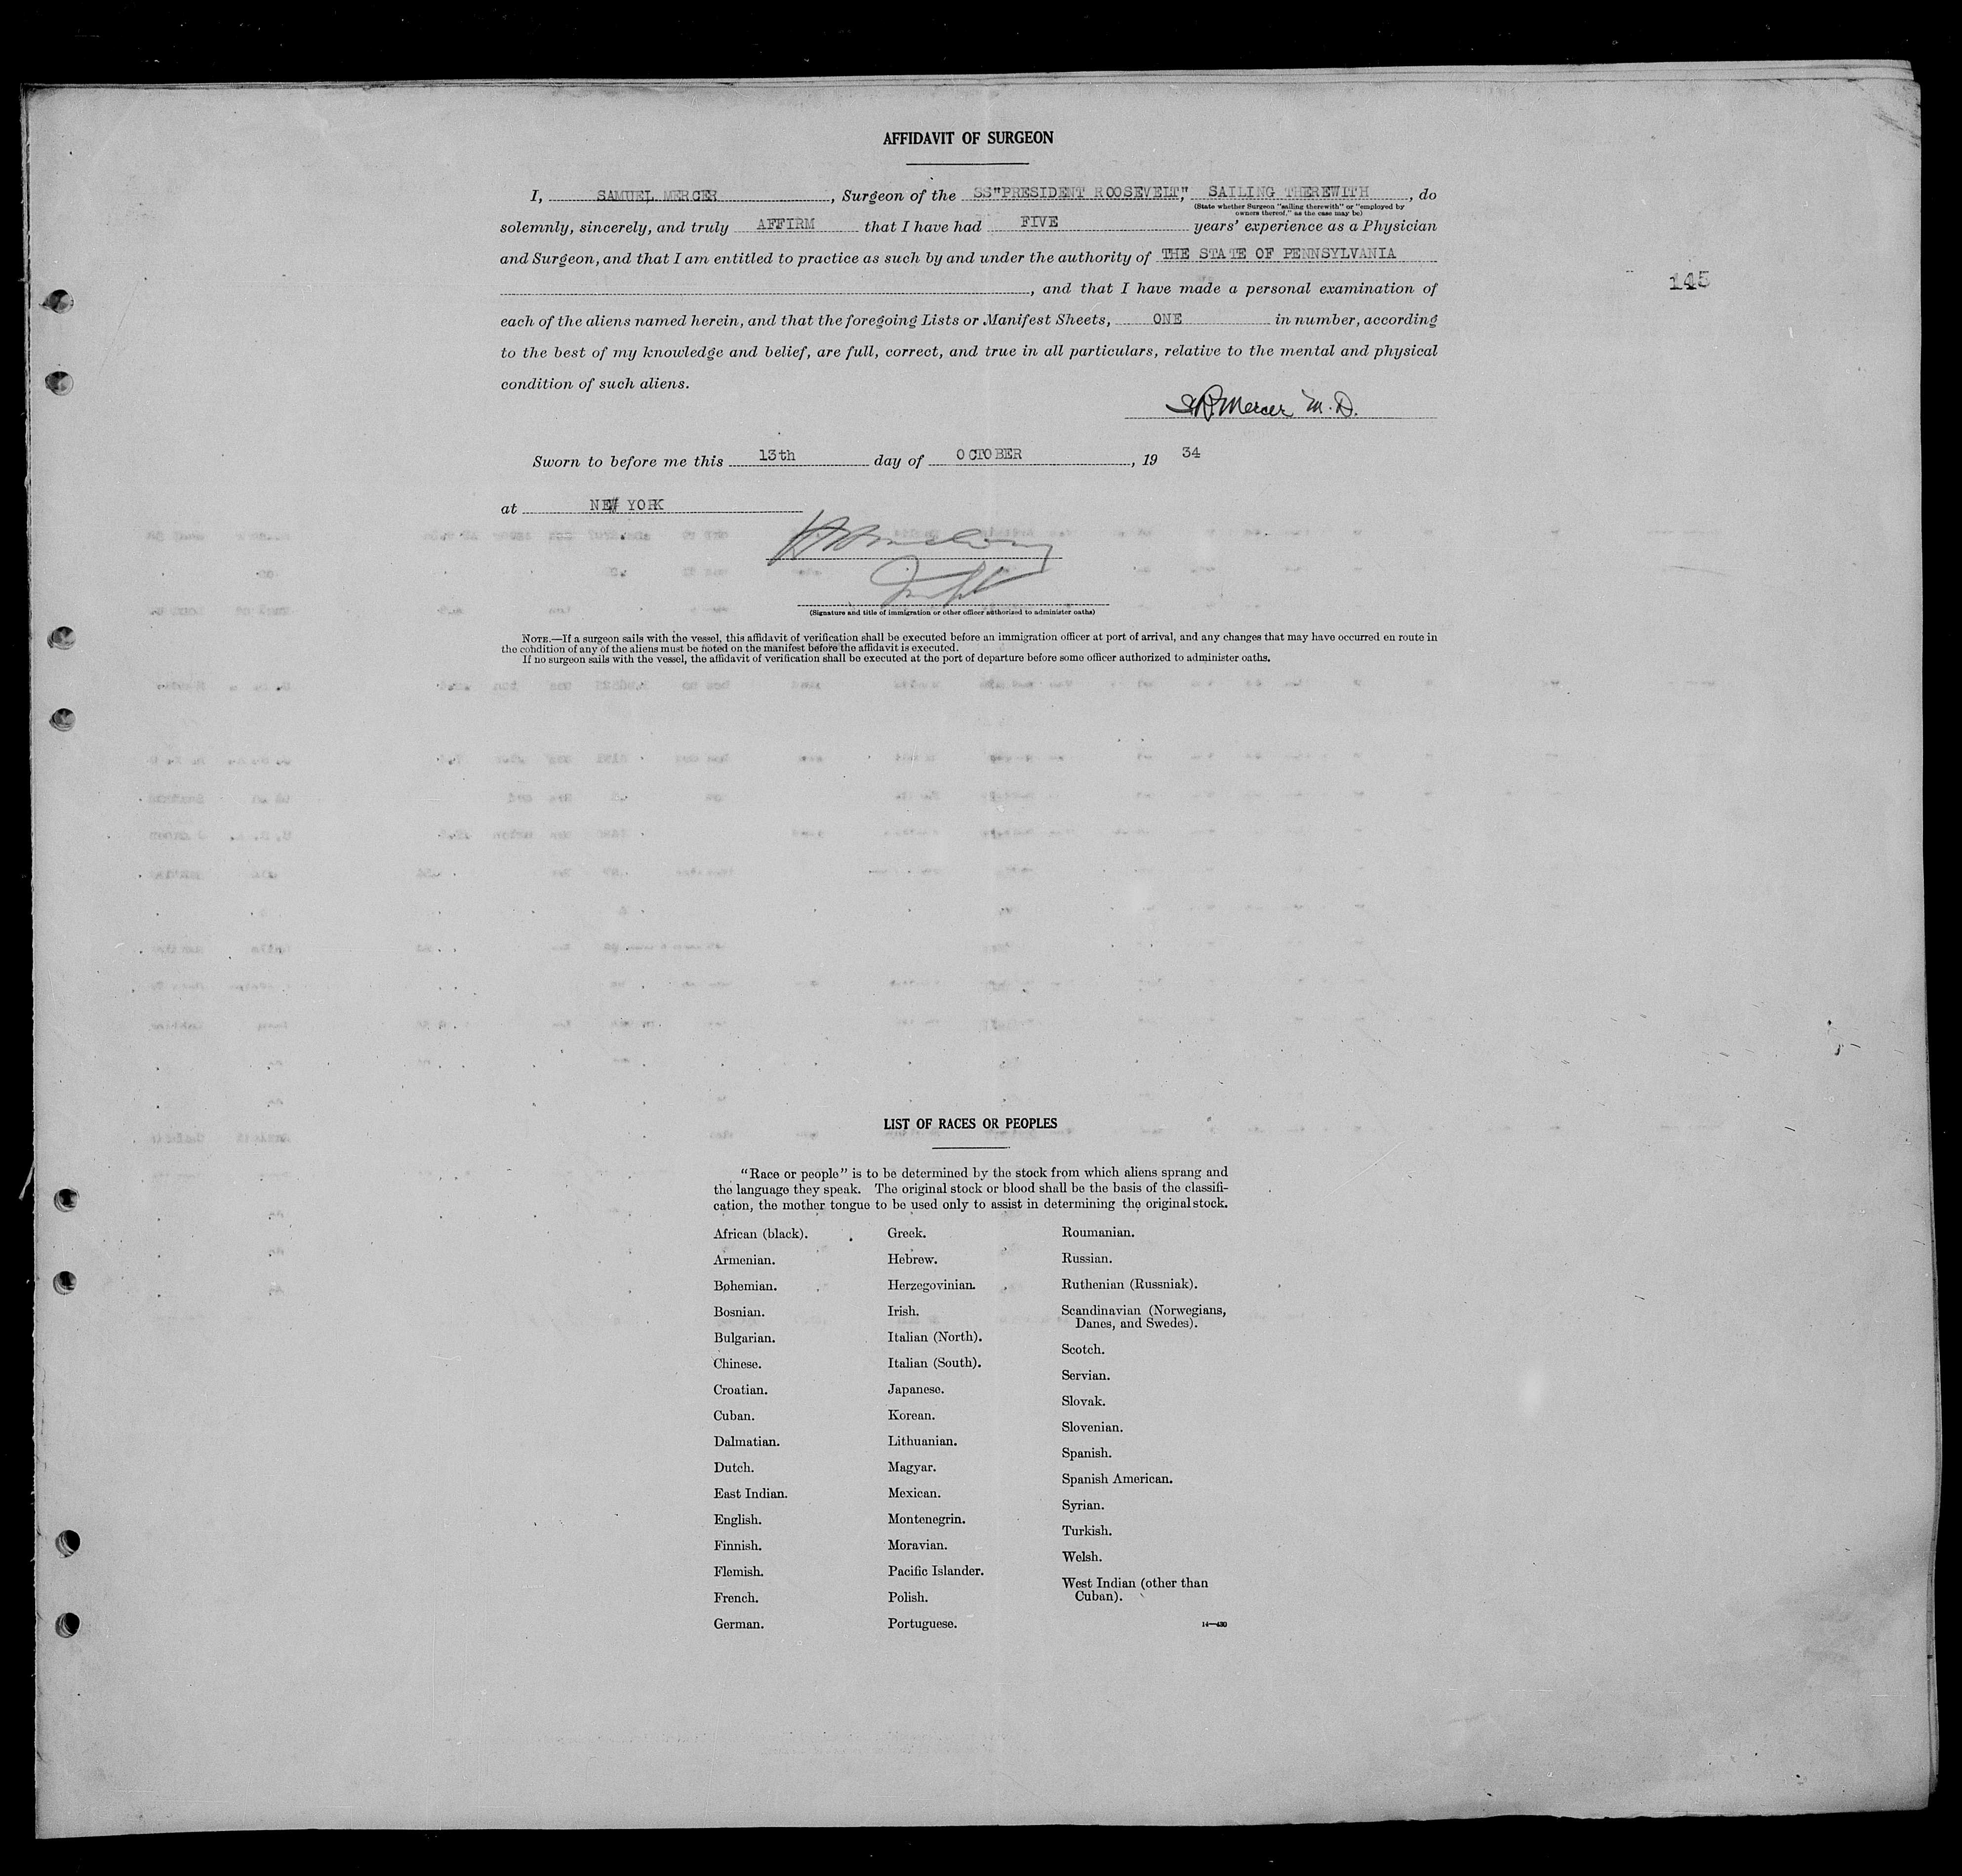 AFFIDAVIT OF SURGEON
I, SAMUEL MERCER, Surgeon of the SS"PRESIDENT ROOSEVELT", SAILING THEREWITH, do
(State whether Surgeon "sailing therewith" or "employed by
owners thereof," as the case may be)
solemnly, sincerely, and truly AFFIRM that I have had FIVE years' experience as a Physician
and Surgeon, and that I am entitled to practice as such by and under the authority of THE STATE OF PENNSYLVANIA
, and that I have made a personal examination of
145
each of the aliens named herein, and that the foregoing Lists or Manifest Sheets, ONE in number, according
to the best of my knowledge and belief, are full, correct, and true in all particulars, relative to the mental and physical
condition of such aliens.
S.R. Mercer M.D.
Sworn to before me this 13th day of OCTOBER, 19 34
at NEW YORK
(Signature and title of immigration or other officer authorized to administer oaths)
NOTE.—If a surgeon sails with the vessel, this affidavit of verification shall be executed before an immigration officer at port of arrival, and any changes that may have occurred en route in
the condition of any of the aliens must be noted on the manifest before the affidavit is executed.
If no surgeon sails with the vessel, the affidavit of verification shall be executed at the port of departure before some officer authorized to administer oaths.
LIST OF RACES OR PEOPLES
"Race or people" is to be determined by the stock from which aliens sprang and
the language they speak. The original stock or blood shall be the basis of the classifi-
cation, the mother tongue to be used only to assist in determining the original stock.
African (black).
Armenian.
Bohemian.
Bosnian.
Bulgarian.
Chinese.
Croatian.
Cuban.
Dalmatian.
Dutch.
East Indian.
English.
Finnish.
Flemish.
French.
German.
Greek.
Hebrew.
Herzegovinian.
Irish.
Italian (North).
Italian (South).
Japanese.
Korean.
Lithuanian.
Magyar.
Mexican.
Montenegrin.
Moravian.
Pacific Islander.
Polish.
Portuguese.
Roumanian.
Russian.
Ruthenian (Russniak).
Scandinavian (Norwegians,
Danes, and Swedes).
Scotch.
Servian.
Slovak.
Slovenian.
Spanish.
Spanish American.
Syrian.
Turkish.
Welsh.
West Indian (other than
Cuban).
14—430